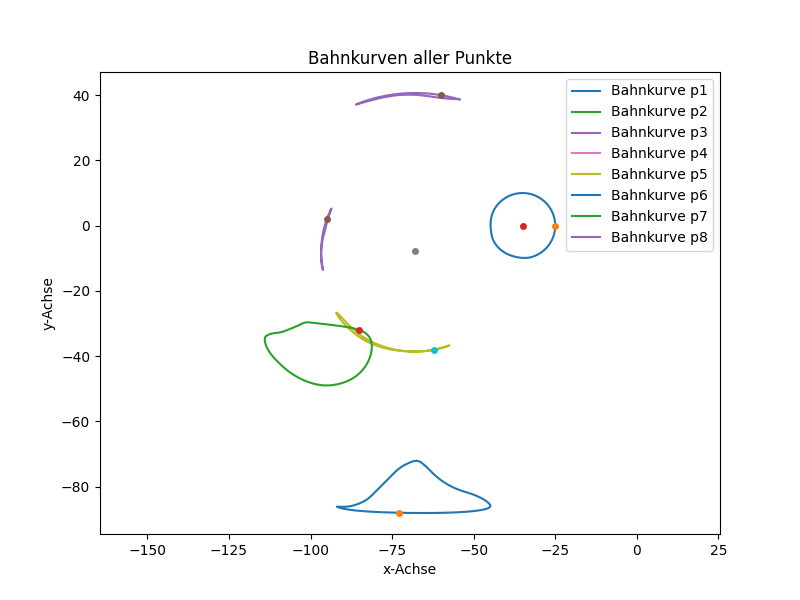 Bahnkurven aller Punkte
Bahnkurve p1
Bahnkurve p2
Bahnkurve p3
Bahnkurve p4
Bahnkurve p5
Bahnkurve p6
Bahnkurve p7
Bahnkurve p8
y-Achse
40
20
0
−20
−40
−60
−80
−150
−125
−100
−75
−50
−25
0
25
x-Achse